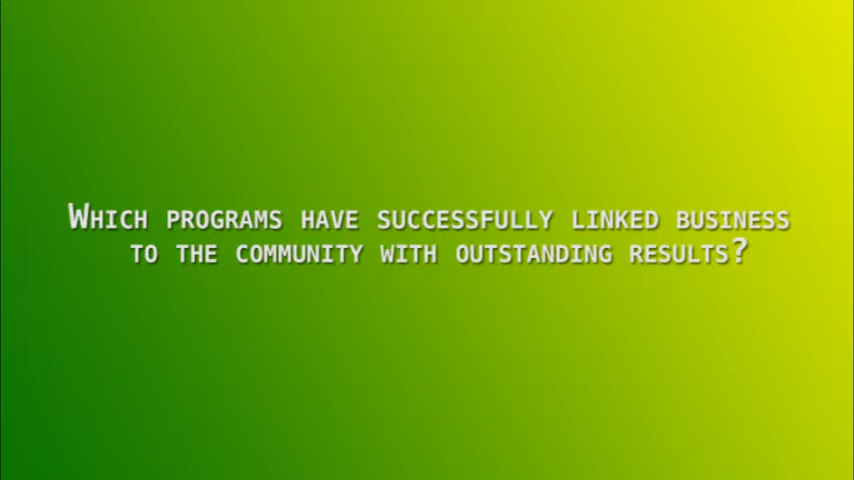 Which programs have successfully linked business
to the community with outstanding results?